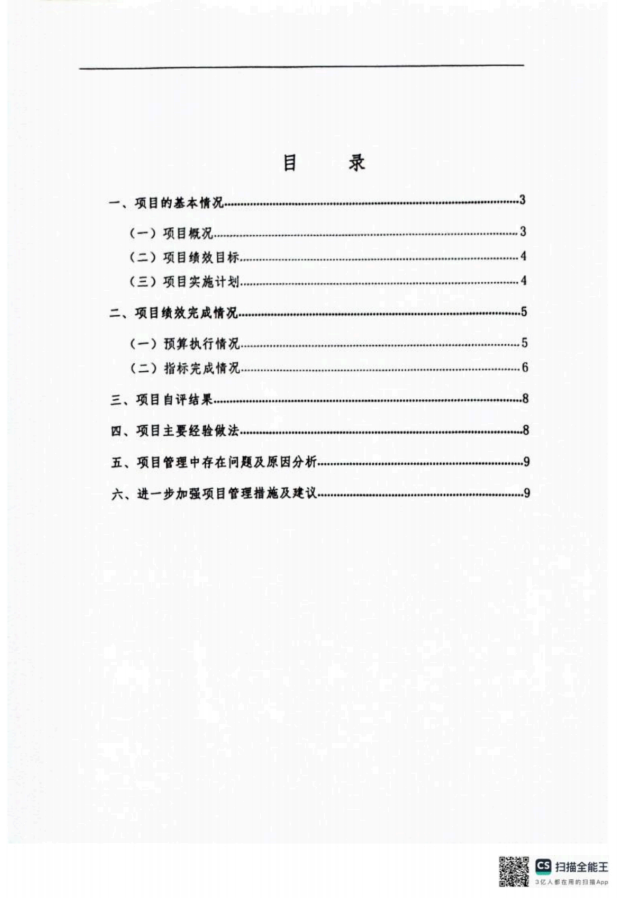 目 录
一、项目的基本情况........................3
（一）项目概况........................3
（二）项目绩效目标........................4
（三）项目实施计划........................4
二、项目绩效完成情况........................5
（一）预算执行情况........................5
（二）指标完成情况........................6
三、项目自评结果........................8
四、项目主要经验做法........................8
五、项目管理中存在问题及原因分析........................9
六、进一步加强项目管理措施及建议........................9
CS 扫描全能王
3亿人都在用的扫描App